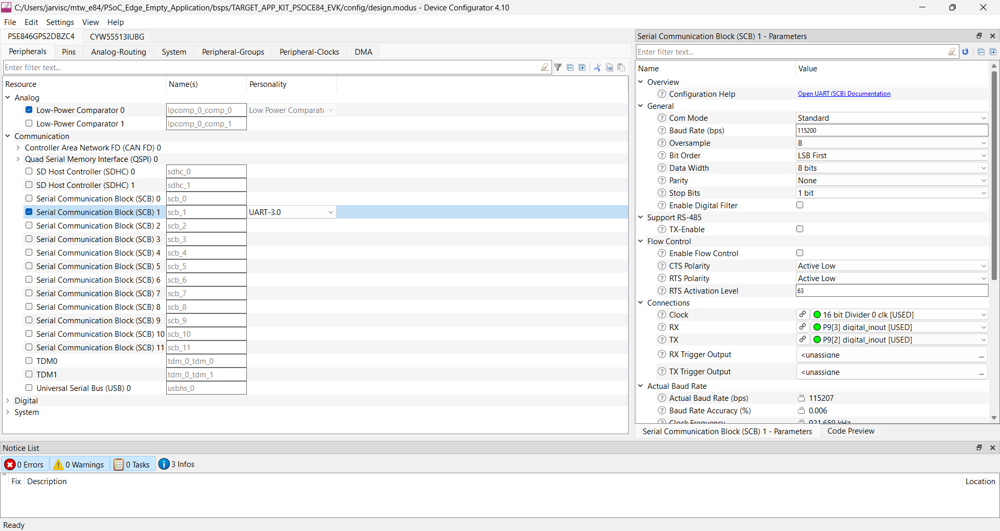 C:/Users/jarvisc/mtw_e84/PSoC_Edge_Empty_Application/bsps/TARGET_APP_KIT_PSOCE84_EVK/config/design.modus - Device Configurator 4.10
File Edit Settings View Help
PSE846GPS2DBZC4 CYW55513IUBG
Peripherals Pins Analog-Routing System Peripheral-Groups Peripheral-Clocks DMA
Enter filter text...
Resource Name(s) Personality
Analog
Low-Power Comparator 0 lpcomp_0_comp_0 Low Power Comparato
Low-Power Comparator 1 lpcomp_0_comp_1
Communication
Controller Area Network FD (CAN FD) 0
Quad Serial Memory Interface (QSPI) 0
SD Host Controller (SDHC) 0 sdhc_0
SD Host Controller (SDHC) 1 sdhc_1
Serial Communication Block (SCB) 0 scb_0
Serial Communication Block (SCB) 1 scb_1 UART-3.0
Serial Communication Block (SCB) 2 scb_2
Serial Communication Block (SCB) 3 scb_3
Serial Communication Block (SCB) 4 scb_4
Serial Communication Block (SCB) 5 scb_5
Serial Communication Block (SCB) 6 scb_6
Serial Communication Block (SCB) 7 scb_7
Serial Communication Block (SCB) 8 scb_8
Serial Communication Block (SCB) 9 scb_9
Serial Communication Block (SCB) 10 scb_10
Serial Communication Block (SCB) 11 scb_11
TDM0 tdm_0_tdm_0
TDM1 tdm_0_tdm_1
Universal Serial Bus (USB) 0 usbhs_0
Digital
System
Serial Communication Block (SCB) 1 - Parameters
Enter filter text...
Name Value
Overview
Configuration Help Open UART (SCB) Documentation
General
Com Mode Standard
Baud Rate (bps) 115200
Oversample 8
Bit Order LSB First
Data Width 8 bits
Parity None
Stop Bits 1 bit
Enable Digital Filter
Support RS-485
TX-Enable
Flow Control
Enable Flow Control
CTS Polarity Active Low
RTS Polarity Active Low
RTS Activation Level 63
Connections
Clock 16 bit Divider 0 clk [USED]
RX P9[3] digital_inout [USED]
TX P9[2] digital_inout [USED]
RX Trigger Output <unassigne ...
TX Trigger Output <unassigne ...
Actual Baud Rate
Actual Baud Rate (bps) 115207
Baud Rate Accuracy (%) 0.006
Clock Frequency 921.659 kHz
Serial Communication Block (SCB) 1 - Parameters Code Preview
Notice List
0 Errors 0 Warnings 0 Tasks 3 Infos
Fix Description Location
Ready